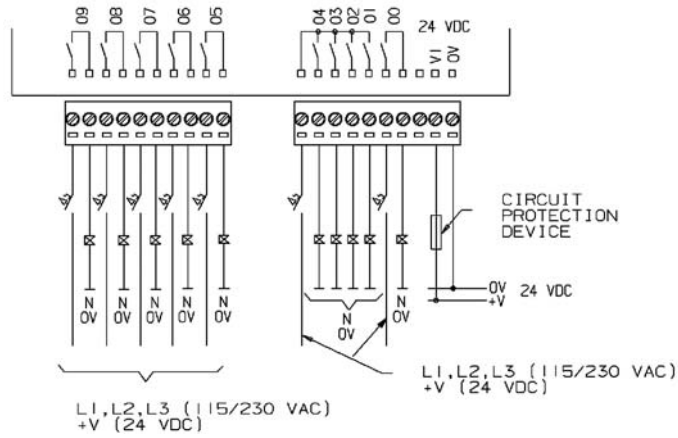 09 08 07 06 05
04 03 02 01 00
24 VDC
V1 0V
CIRCUIT
PROTECTION
DEVICE
N N N N N
0V 0V 0V 0V 0V
N
0V
N
0V
0V
+V
24 VDC
L1,L2,L3 (115/230 VAC)
+V (24 VDC)
L1,L2,L3 (115/230 VAC)
+V (24 VDC)